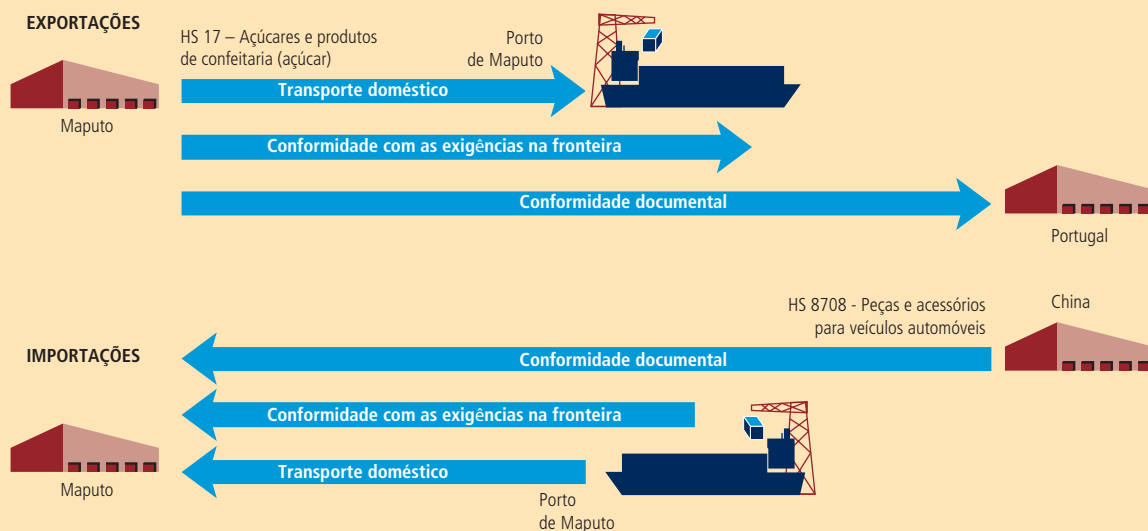 EXPORTAÇÕES
HS 17 – Açúcares e produtos
de confeitaria (açúcar)
Porto
de Maputo
Transporte doméstico
Maputo
Conformidade com as exigências na fronteira
Conformidade documental
Portugal
HS 8708 - Peças e acessórios
para veículos automóveis
China
IMPORTAÇÕES
Conformidade documental
Conformidade com as exigências na fronteira
Transporte doméstico
Maputo
Porto
de Maputo